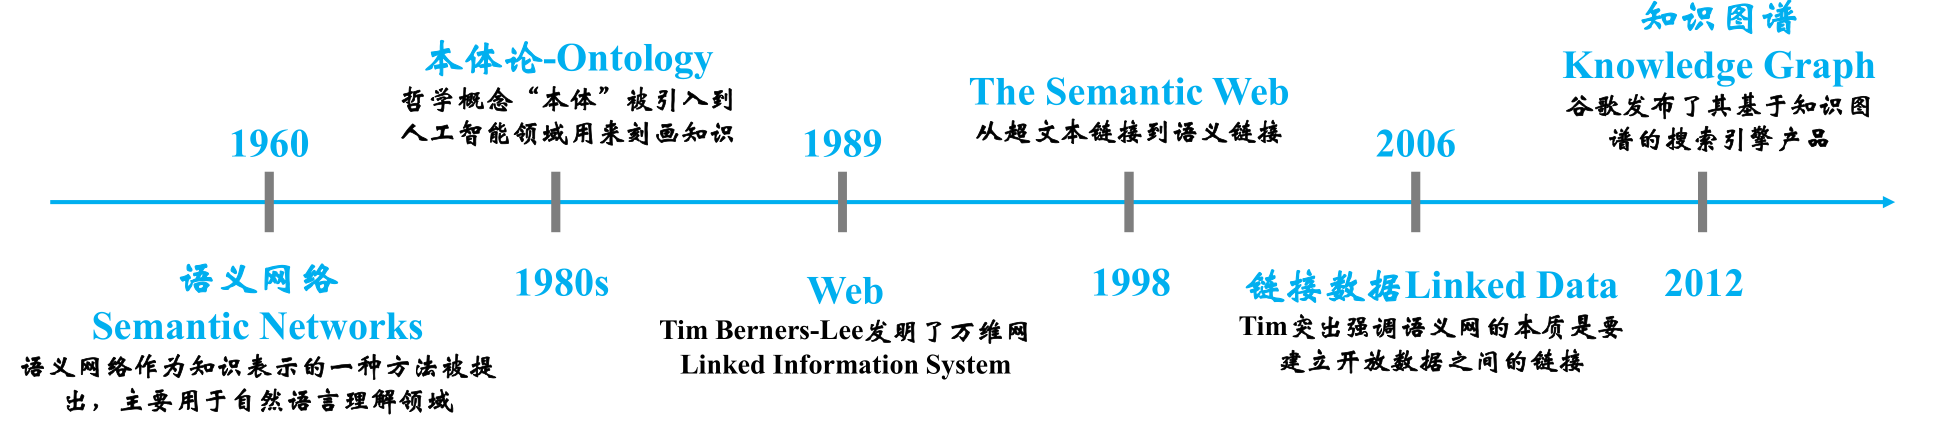 1960
语义网络
Semantic Networks
语义网络作为知识表示的一种方法被提
出，主要用于自然语言理解领域
本体论-Ontology
哲学概念“本体”被引入到
人工智能领域用来刻画知识
1980s
1989
Web
Tim Berners-Lee发明了万维网
Linked Information System
The Semantic Web
从超文本链接到语义链接
1998
2006
链接数据Linked Data
Tim突出强调语义网的本质是要
建立开放数据之间的链接
知识图谱
Knowledge Graph
谷歌发布了其基于知识图
谱的搜索引擎产品
2012